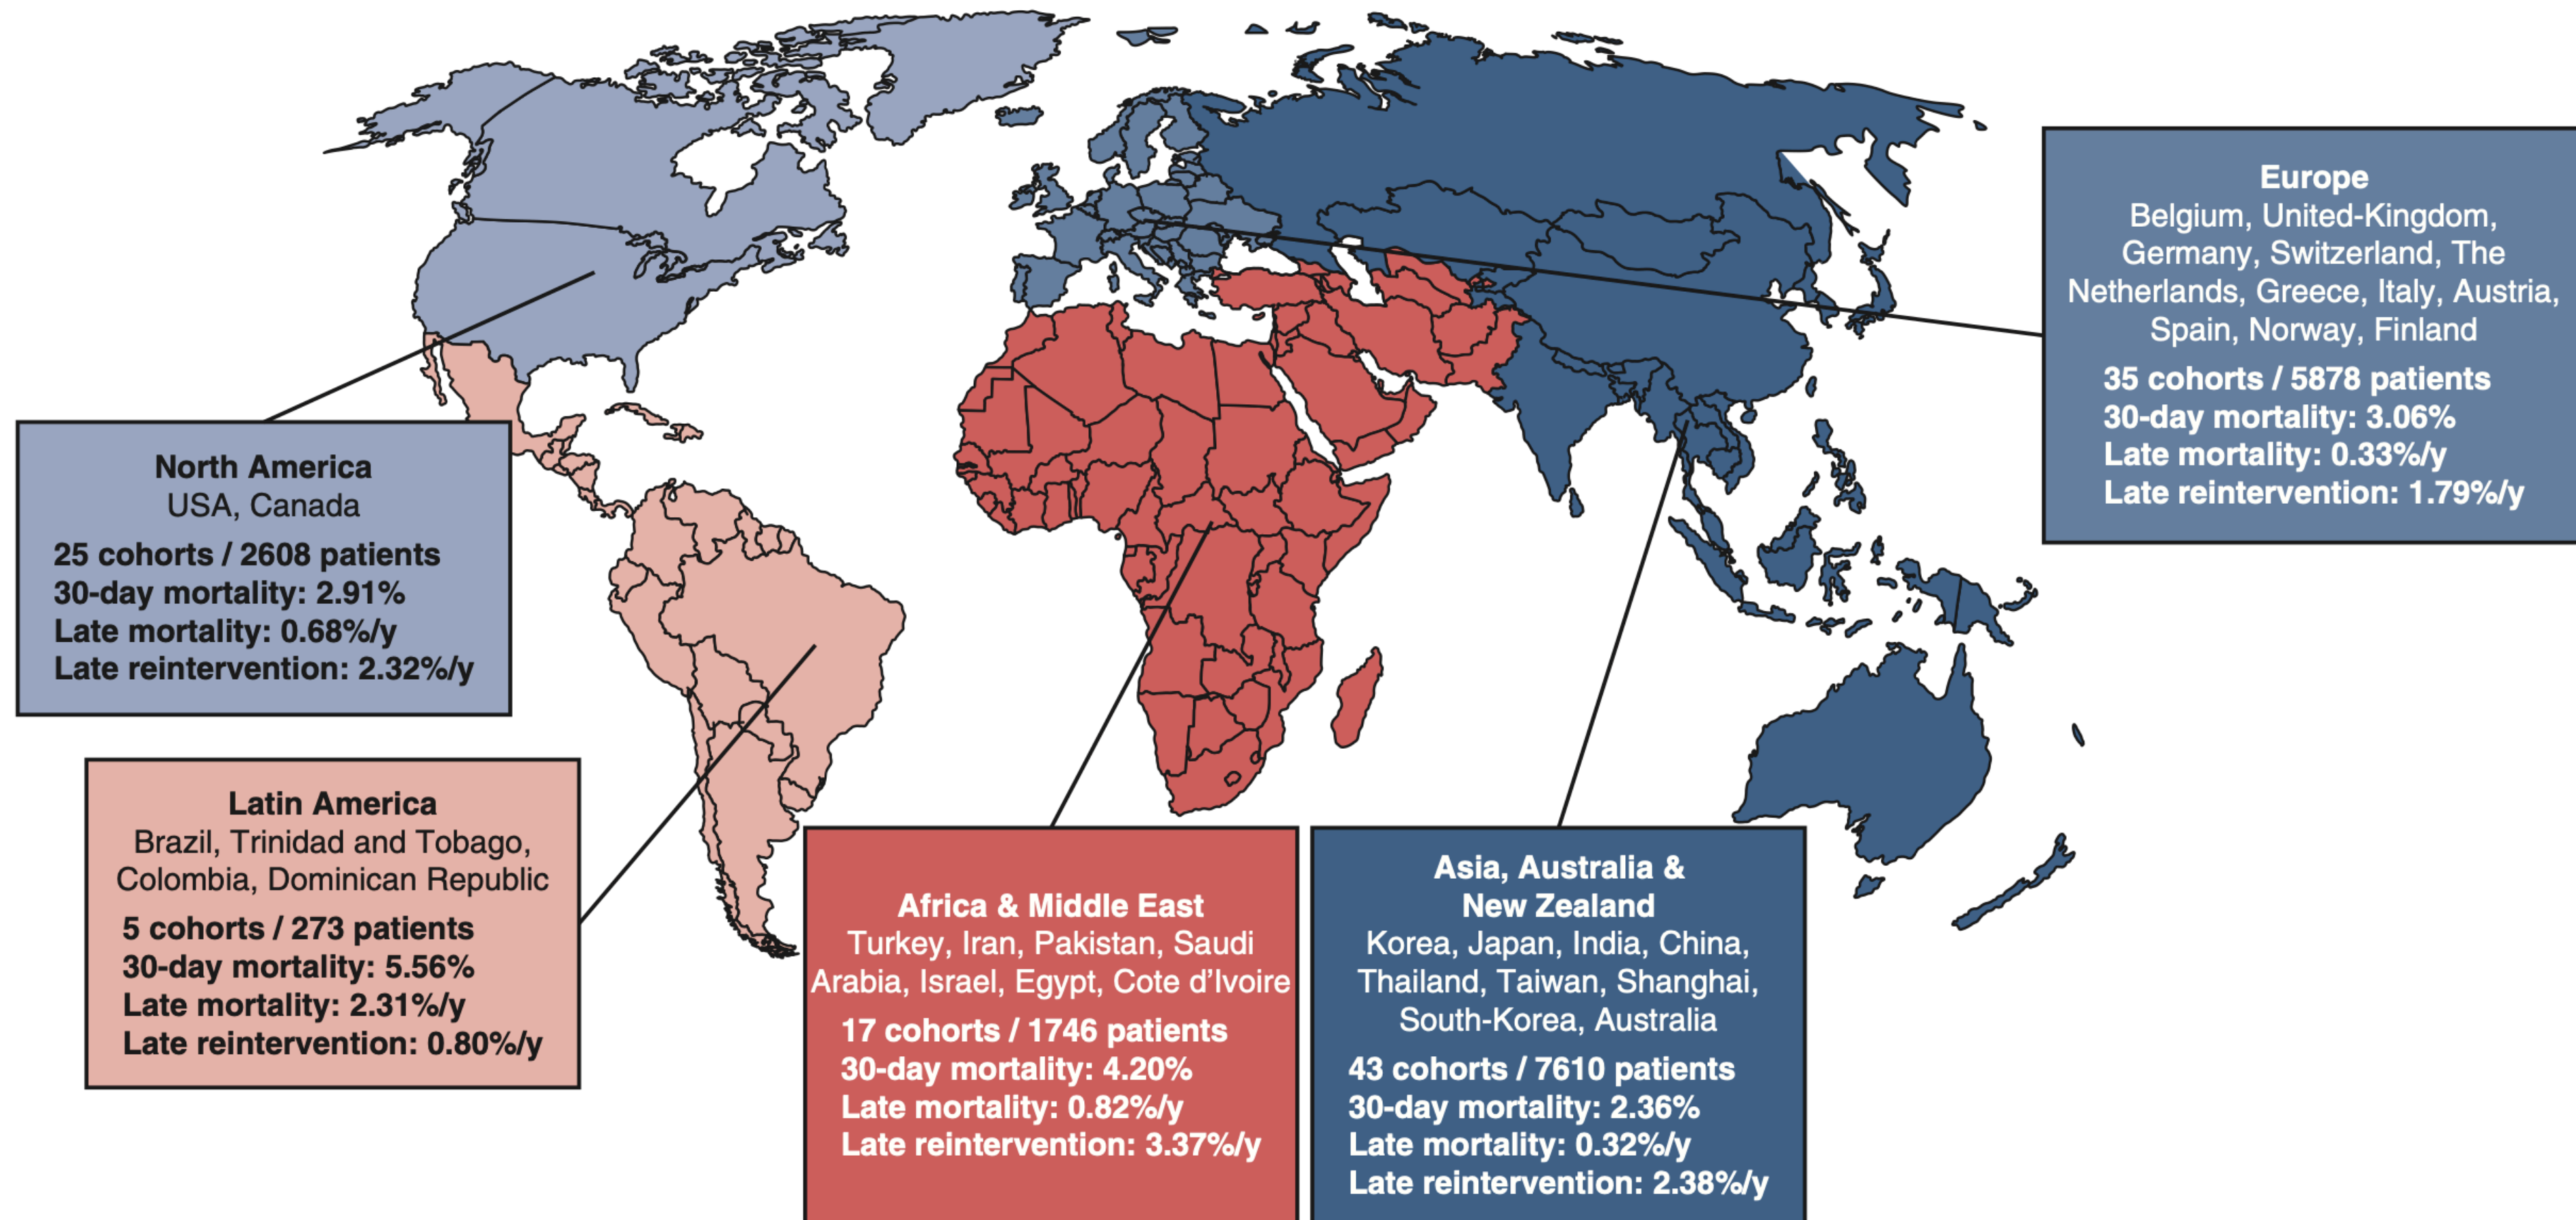 North America
USA, Canada
25 cohorts / 2608 patients
30-day mortality: 2.91%
Late mortality: 0.68%/y
Late reintervention: 2.32%/y
Latin America
Brazil, Trinidad and Tobago,
Colombia, Dominican Republic
5 cohorts / 273 patients
30-day mortality: 5.56%
Late mortality: 2.31%/y
Late reintervention: 0.80%/y
Africa & Middle East
Turkey, Iran, Pakistan, Saudi
Arabia, Israel, Egypt, Cote d'Ivoire
17 cohorts / 1746 patients
30-day mortality: 4.20%
Late mortality: 0.82%/y
Late reintervention: 3.37%/y
Asia, Australia &
New Zealand
Korea, Japan, India, China,
Thailand, Taiwan, Shanghai,
South-Korea, Australia
43 cohorts / 7610 patients
30-day mortality: 2.36%
Late mortality: 0.32%/y
Late reintervention: 2.38%/y
Europe
Belgium, United-Kingdom,
Germany, Switzerland, The
Netherlands, Greece, Italy, Austria,
Spain, Norway, Finland
35 cohorts / 5878 patients
30-day mortality: 3.06%
Late mortality: 0.33%/y
Late reintervention: 1.79%/y